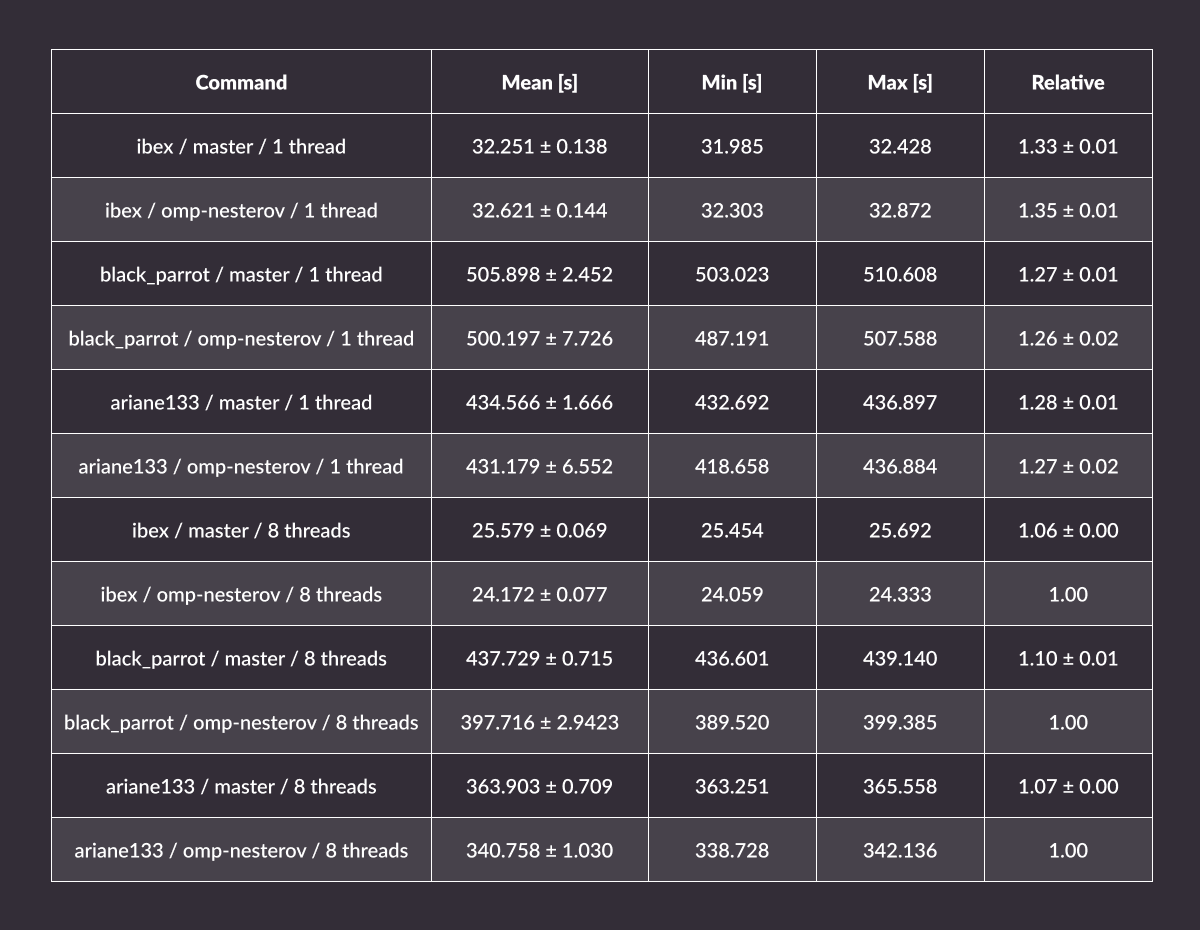 Command Mean [s] Min [s] Max [s] Relative
ibex / master / 1 thread 32.251 ± 0.138 31.985 32.428 1.33 ± 0.01
ibex / omp-nesterov / 1 thread 32.621 ± 0.144 32.303 32.872 1.35 ± 0.01
black_parrot / master / 1 thread 505.898 ± 2.452 503.023 510.608 1.27 ± 0.01
black_parrot / omp-nesterov / 1 thread 500.197 ± 7.726 487.191 507.588 1.26 ± 0.02
ariane133 / master / 1 thread 434.566 ± 1.666 432.692 436.897 1.28 ± 0.01
ariane133 / omp-nesterov / 1 thread 431.179 ± 6.552 418.658 436.884 1.27 ± 0.02
ibex / master / 8 threads 25.579 ± 0.069 25.454 25.692 1.06 ± 0.00
ibex / omp-nesterov / 8 threads 24.172 ± 0.077 24.059 24.333 1.00
black_parrot / master / 8 threads 437.729 ± 0.715 436.601 439.140 1.10 ± 0.01
black_parrot / omp-nesterov / 8 threads 397.716 ± 2.9423 389.520 399.385 1.00
ariane133 / master / 8 threads 363.903 ± 0.709 363.251 365.558 1.07 ± 0.00
ariane133 / omp-nesterov / 8 threads 340.758 ± 1.030 338.728 342.136 1.00